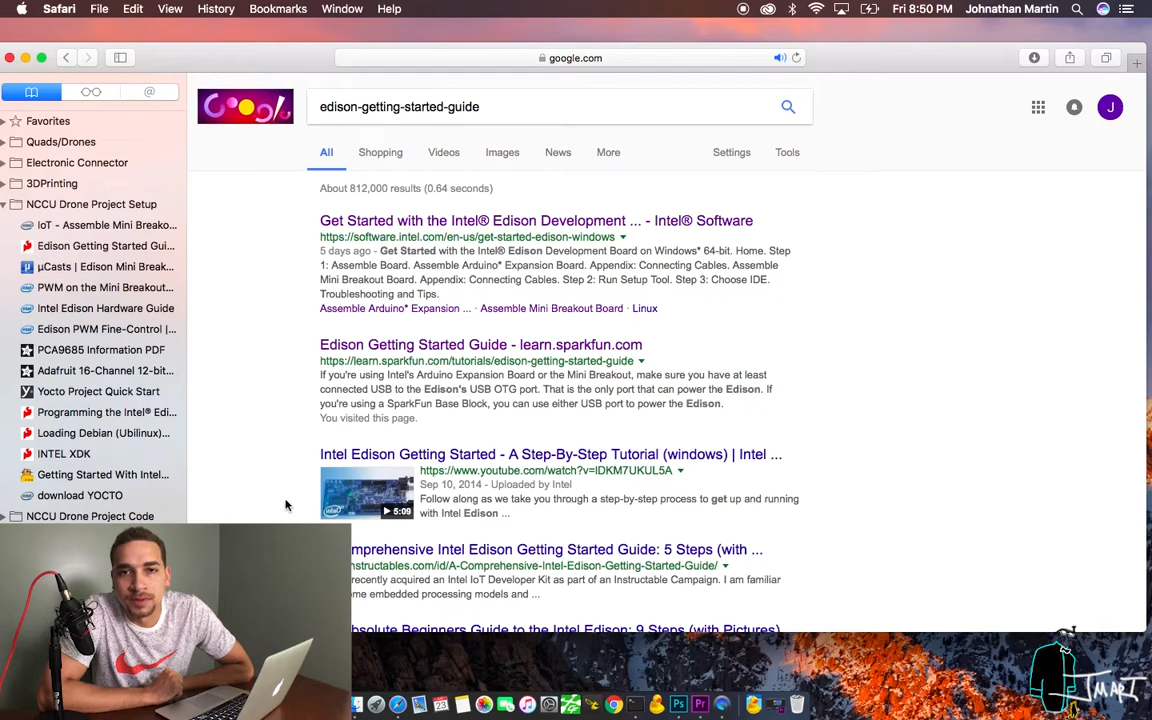 Safari File Edit View History Bookmarks Window Help
Fri 8:50 PM Johnathan Martin
google.com
edison-getting-started-guide
J
All Shopping Videos Images News More Settings Tools
About 812,000 results (0.64 seconds)
Favorites
Quads/Drones
Electronic Connector
3DPrinting
NCCU Drone Project Setup
IoT - Assemble Mini Breako...
Edison Getting Started Gui...
µCasts | Edison Mini Break...
PWM on the Mini Breakout...
Intel Edison Hardware Guide
Edison PWM Fine-Control |...
PCA9685 Information PDF
Adafruit 16-Channel 12-bit...
Yocto Project Quick Start
Programming the Intel® Edi...
Loading Debian (Ubilinux)...
INTEL XDK
Getting Started With Intel...
download YOCTO
NCCU Drone Project Code
Get Started with the Intel® Edison Development ... - Intel® Software
https://software.intel.com/en-us/get-started-edison-windows
5 days ago - Get Started with the Intel® Edison Development Board on Windows* 64-bit. Home. Step
1: Assemble Board. Assemble Arduino* Expansion Board. Appendix: Connecting Cables. Assemble
Mini Breakout Board. Appendix: Connecting Cables. Step 2: Run Setup Tool. Step 3: Choose IDE.
Troubleshooting and Tips.
Assemble Arduino* Expansion ... · Assemble Mini Breakout Board · Linux
Edison Getting Started Guide - learn.sparkfun.com
https://learn.sparkfun.com/tutorials/edison-getting-started-guide
If you're using Intel's Arduino Expansion Board or the Mini Breakout, make sure you have at least
connected USB to the Edison's USB OTG port. That is the only port that can power the Edison. If
you're using a SparkFun Base Block, you can use either USB port to power the Edison.
You visited this page.
Intel Edison Getting Started - A Step-By-Step Tutorial (windows) | Intel ...
https://www.youtube.com/watch?v=IDKM7UKUL5A
Sep 10, 2014 - Uploaded by Intel
Follow along as we take you through a step-by-step process to get up and running
with Intel Edison ...
5:09
mprehensive Intel Edison Getting Started Guide: 5 Steps (with ...
nstructables.com/id/A-Comprehensive-Intel-Edison-Getting-Started-Guide/
recently acquired an Intel IoT Developer Kit as part of an Instructable Campaign. I am familiar
me embedded processing models and ...
bsolute Beginners Guide to the Intel Edison: 9 Steps (with Pictures)
23
Ps Pr
JMART